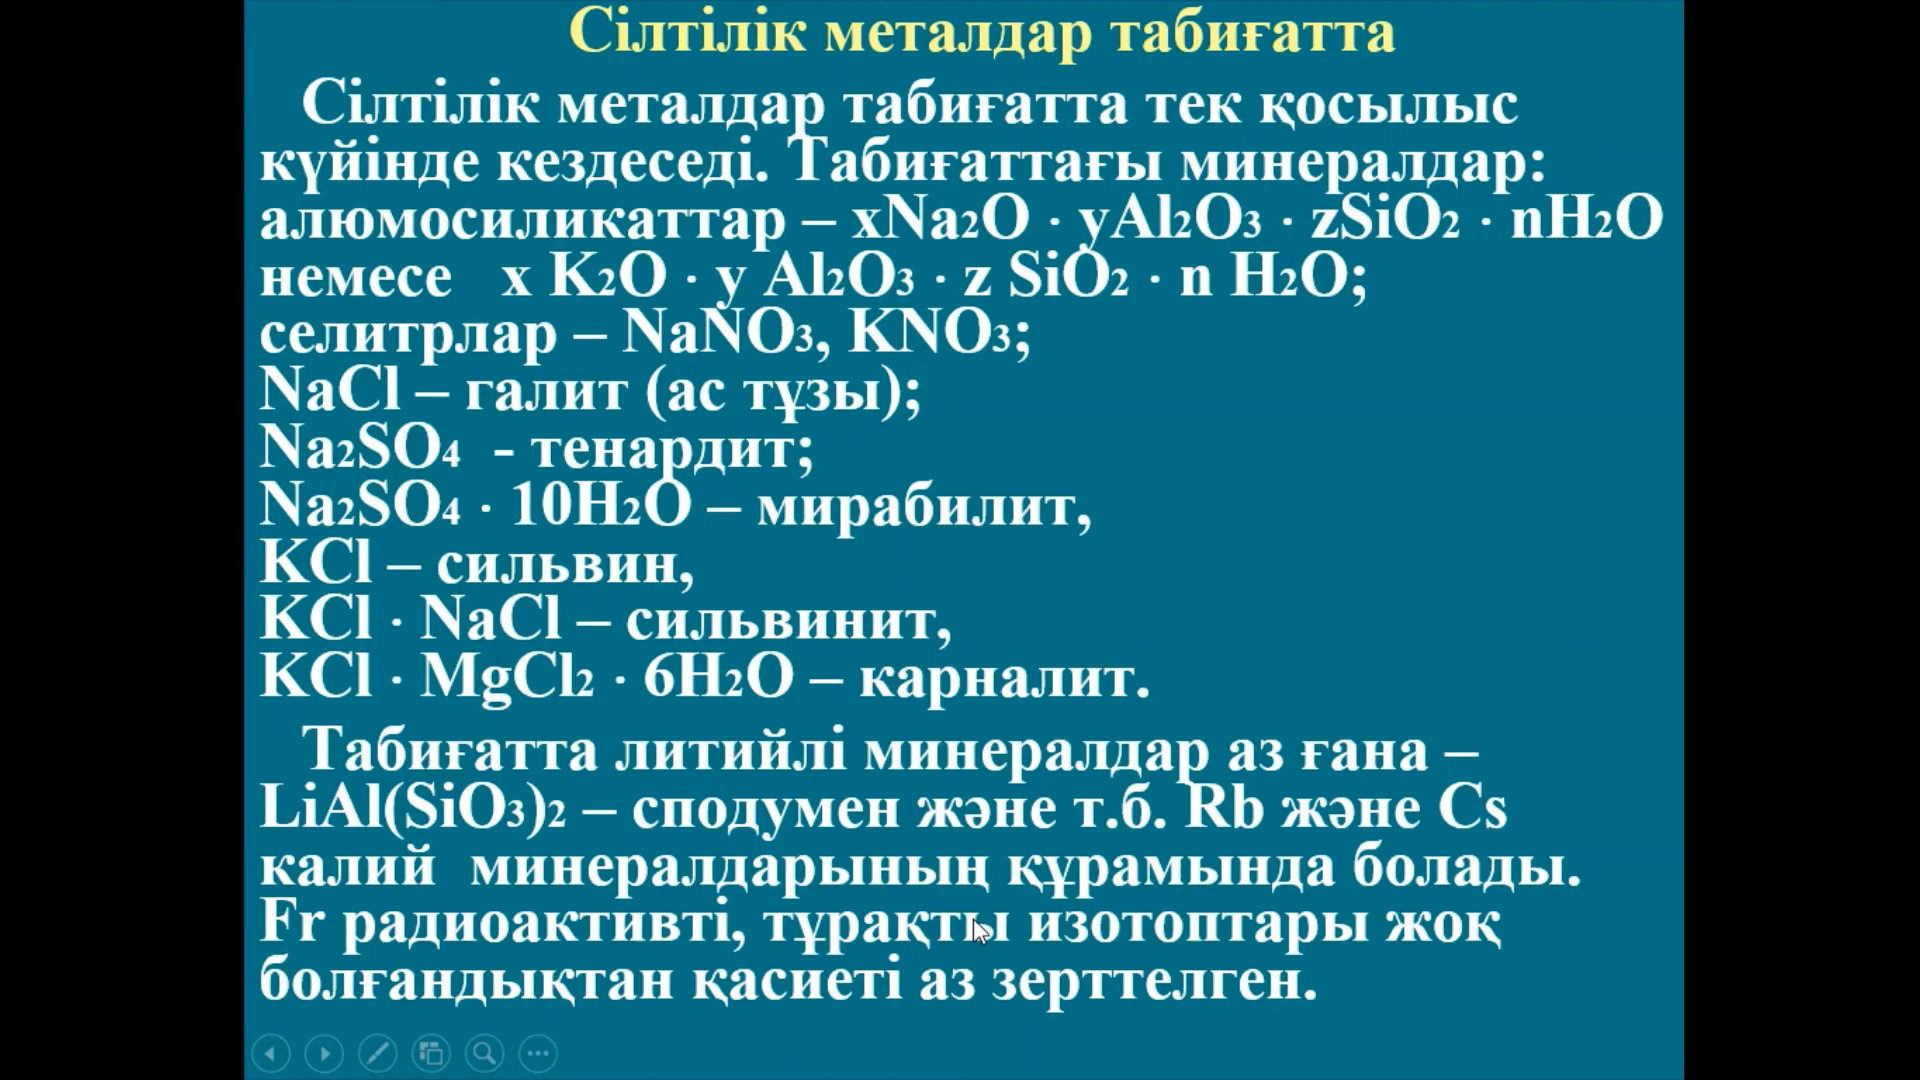 Сілтілік металдар табиғатта
Сілтілік металдар табиғатта тек қосылыс
күйінде кездеседі. Табиғаттағы минералдар:
алюмосиликаттар – xNa₂O · yAl₂O₃ · zSiO₂ · nH₂O
немесе x K₂O · y Al₂O₃ · z SiO₂ · n H₂O;
селитрлар – NaNO₃, KNO₃;
NaCl – галит (ас тұзы);
Na₂SO₄ - тенардит;
Na₂SO₄ · 10H₂O – мирабилит,
KCl – сильвин,
KCl · NaCl – сильвинит,
KCl · MgCl₂ · 6H₂O – карналит.
Табиғатта литийлі минералдар аз ғана –
LiAl(SiO₃)₂ – сподумен және т.б. Rb және Cs
калий минералдарының құрамында болады.
Fr радиоактивті, тұрақты изотоптары жоқ
болғандықтан қасиеті аз зерттелген.